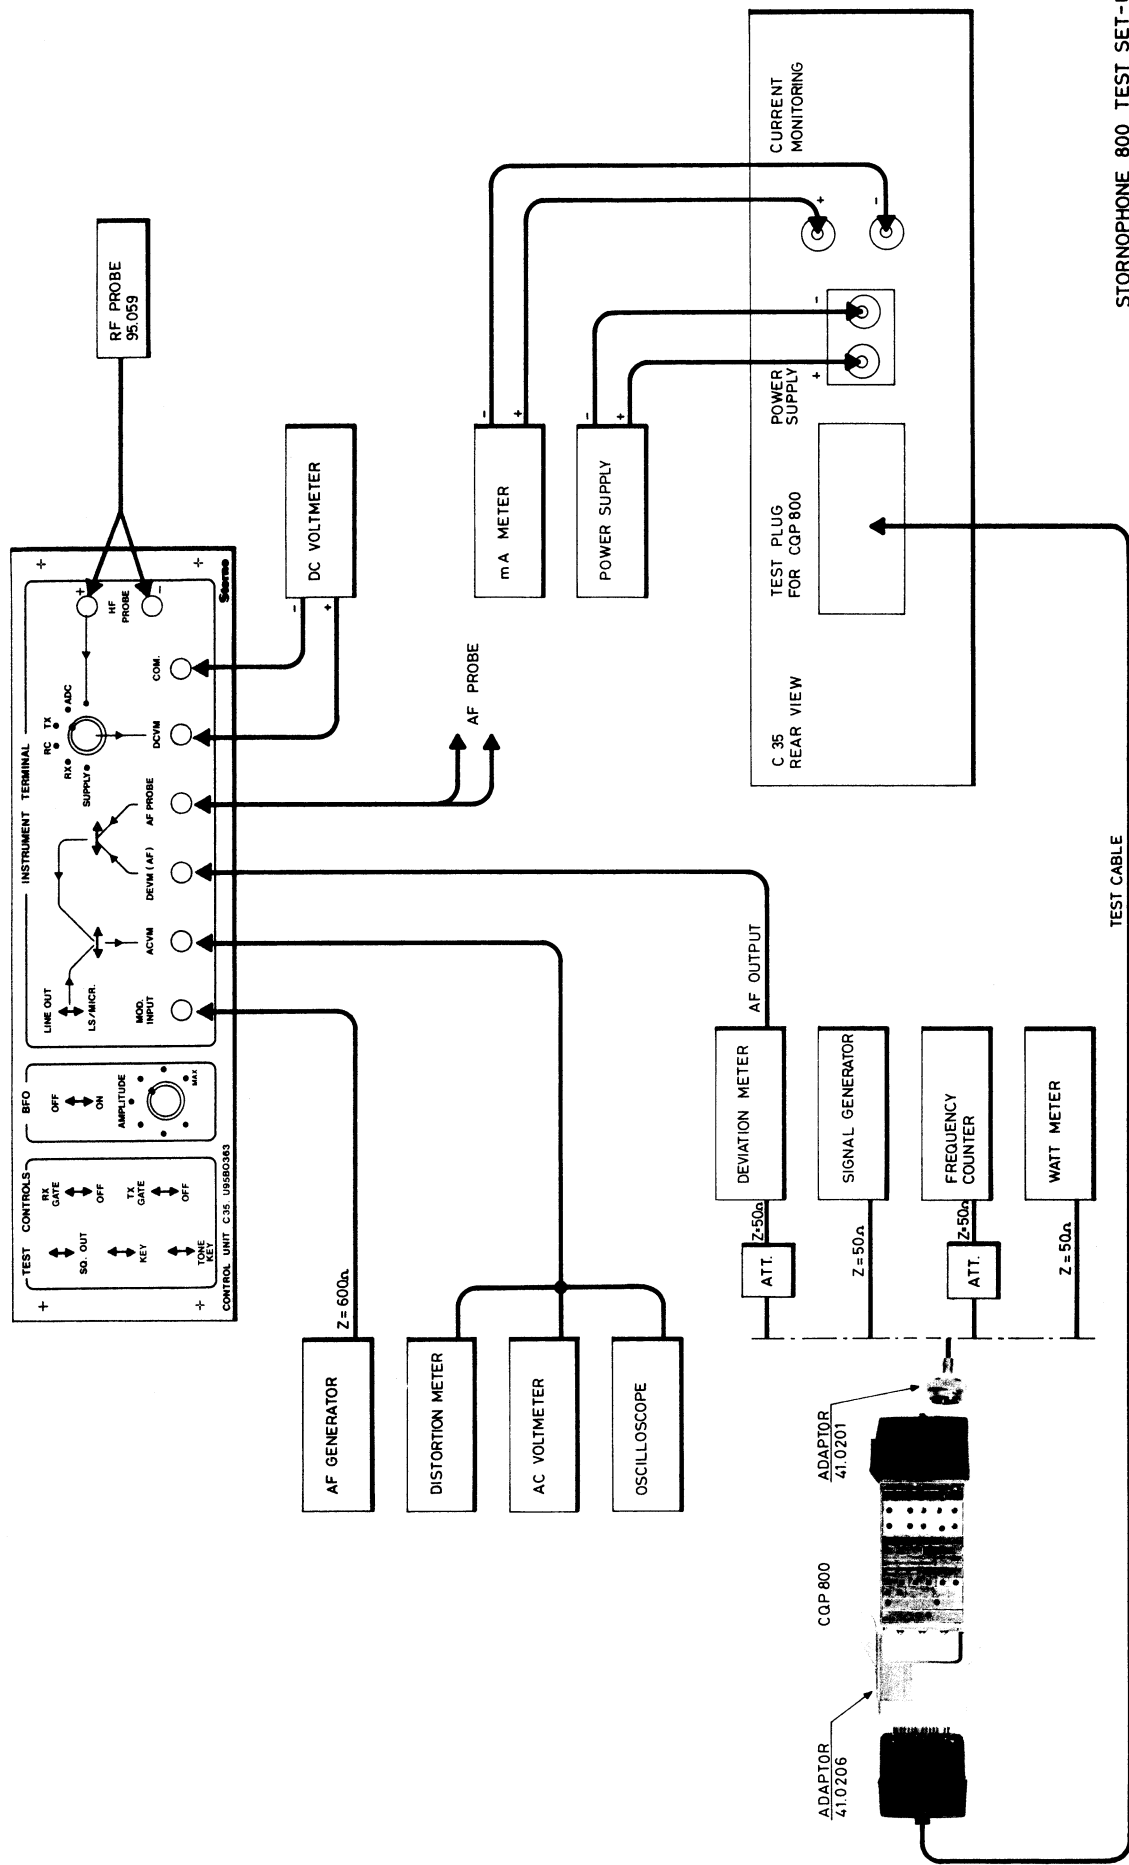 TEST CONTROLS
SQ. OUT
KEY
TONE
KEY
RX
GATE
OFF
TX
GATE
OFF
BFO
OFF
ON
AMPLITUDE
MAX
INSTRUMENT TERMINAL
LINE OUT
LS/MICR.
MOD.
INPUT
ACVM
DEVM (AF)
AF PROBE
SUPPLY
RX
RC
TX
ADC
DCVM
COM.
+
HF
PROBE
-
CONTROL UNIT C35. U95B0363
Storno
RF PROBE
95.059
AF GENERATOR
Z = 600Ω
DISTORTION METER
AC VOLTMETER
OSCILLOSCOPE
DC VOLTMETER
-
+
AF PROBE
mA METER
-
+
POWER SUPPLY
-
+
DEVIATION METER
AF OUTPUT
Z=50Ω
ATT.
SIGNAL GENERATOR
Z=50Ω
FREQUENCY
COUNTER
Z=50Ω
ATT.
WATT METER
Z=50Ω
C 35
REAR VIEW
TEST PLUG
FOR CQP 800
POWER
SUPPLY
+
-
CURRENT
MONITORING
+
-
ADAPTOR
41.0206
CQP 800
ADAPTOR
41.0201
TEST CABLE
STORNOPHONE 800 TEST SET-